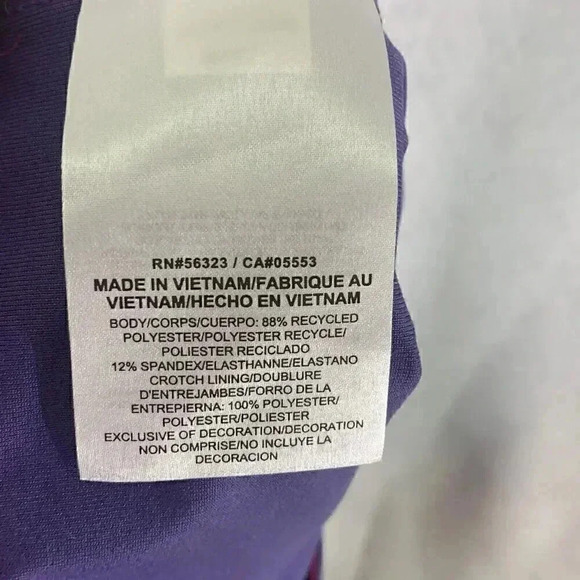 RN#56323 / CA#05553
MADE IN VIETNAM/FABRIQUE AU
VIETNAM/HECHO EN VIETNAM
BODY/CORPS/CUERPO: 88% RECYCLED
POLYESTER/POLYESTER RECYCLE/
POLIESTER RECICLADO
12% SPANDEX/ELASTHANNE/ELASTANO
CROTCH LINING/DOUBLURE
D'ENTREJAMBES/FORRO DE LA
ENTREPIERNA: 100% POLYESTER/
POLYESTER/POLIESTER
EXCLUSIVE OF DECORATION/DECORATION
NON COMPRISE/NO INCLUYE LA
DECORACION